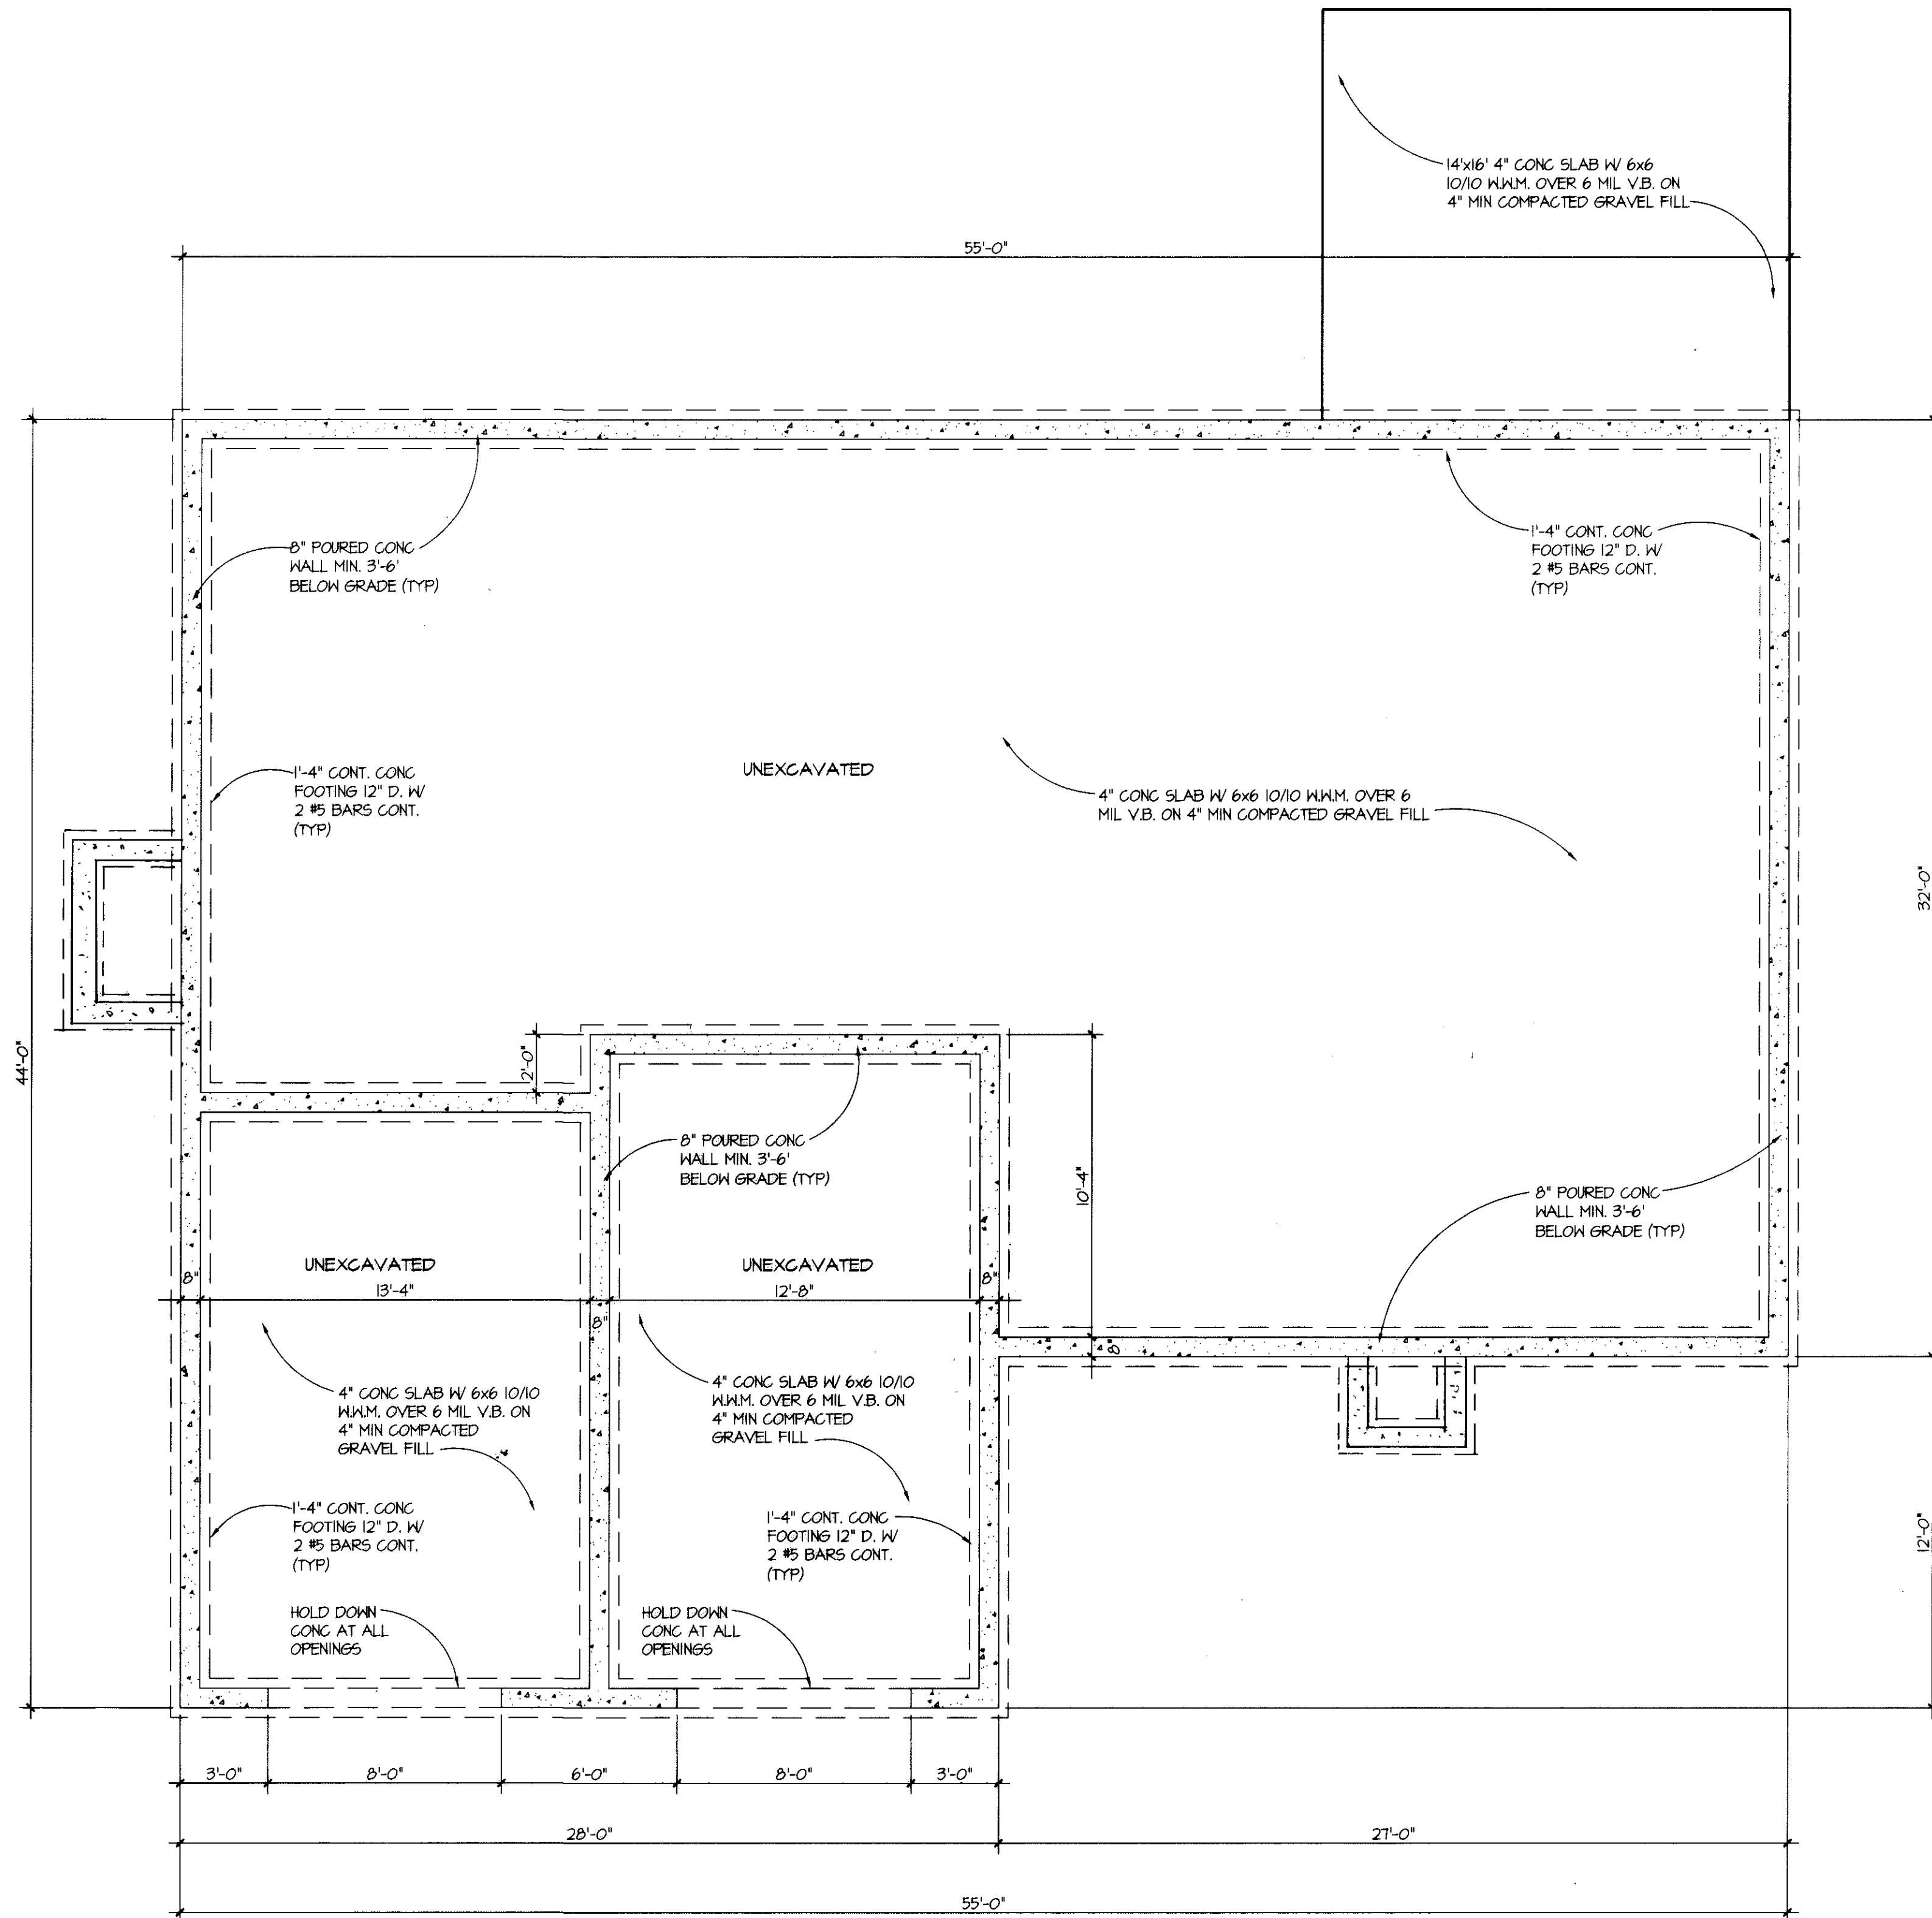 14'x16' 4" CONC SLAB W/ 6x6
10/10 W.W.M. OVER 6 MIL V.B. ON
4" MIN COMPACTED GRAVEL FILL
55'-0"
8" POURED CONC
WALL MIN. 3'-6'
BELOW GRADE (TYP)
1'-4" CONT. CONC
FOOTING 12" D. W/
2 #5 BARS CONT.
(TYP)
1'-4" CONT. CONC
FOOTING 12" D. W/
2 #5 BARS CONT.
(TYP)
UNEXCAVATED
4" CONC SLAB W/ 6x6 10/10 W.W.M. OVER 6
MIL V.B. ON 4" MIN COMPACTED GRAVEL FILL
32'-0"
44'-0"
2'-0"
8" POURED CONC
WALL MIN. 3'-6'
BELOW GRADE (TYP)
10'-4"
8" POURED CONC
WALL MIN. 3'-6'
BELOW GRADE (TYP)
UNEXCAVATED
UNEXCAVATED
8"
13'-4"
8"
12'-8"
8"
8"
4" CONC SLAB W/ 6x6 10/10
W.W.M. OVER 6 MIL V.B. ON
4" MIN COMPACTED
GRAVEL FILL
4" CONC SLAB W/ 6x6 10/10
W.W.M. OVER 6 MIL V.B. ON
4" MIN COMPACTED
GRAVEL FILL
1'-4" CONT. CONC
FOOTING 12" D. W/
2 #5 BARS CONT.
(TYP)
1'-4" CONT. CONC
FOOTING 12" D. W/
2 #5 BARS CONT.
(TYP)
12'-0"
HOLD DOWN
CONC AT ALL
OPENINGS
HOLD DOWN
CONC AT ALL
OPENINGS
3'-0"
8'-0"
6'-0"
8'-0"
3'-0"
28'-0"
27'-0"
55'-0"